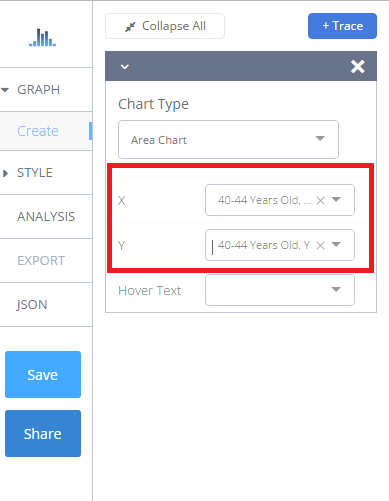 Collapse All
+ Trace
GRAPH
Create
STYLE
ANALYSIS
EXPORT
JSON
Save
Share
Chart Type
Area Chart
X
40-44 Years Old, ...
Y
40-44 Years Old, Y
Hover Text